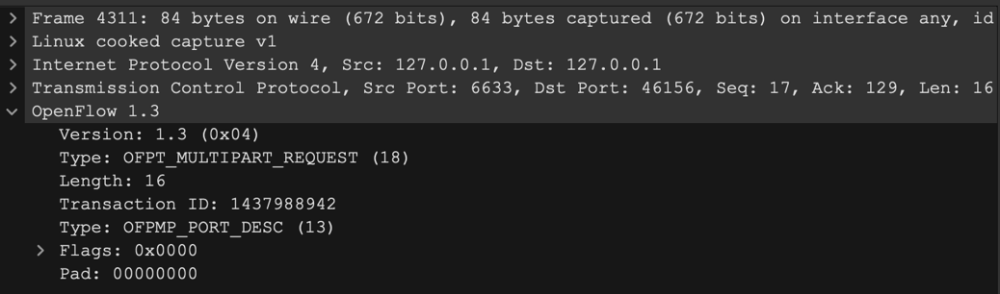 Frame 4311: 84 bytes on wire (672 bits), 84 bytes captured (672 bits) on interface any, id
Linux cooked capture v1
Internet Protocol Version 4, Src: 127.0.0.1, Dst: 127.0.0.1
Transmission Control Protocol, Src Port: 6633, Dst Port: 46156, Seq: 17, Ack: 129, Len: 16
OpenFlow 1.3
Version: 1.3 (0x04)
Type: OFPT_MULTIPART_REQUEST (18)
Length: 16
Transaction ID: 1437988942
Type: OFPMP_PORT_DESC (13)
Flags: 0x0000
Pad: 00000000